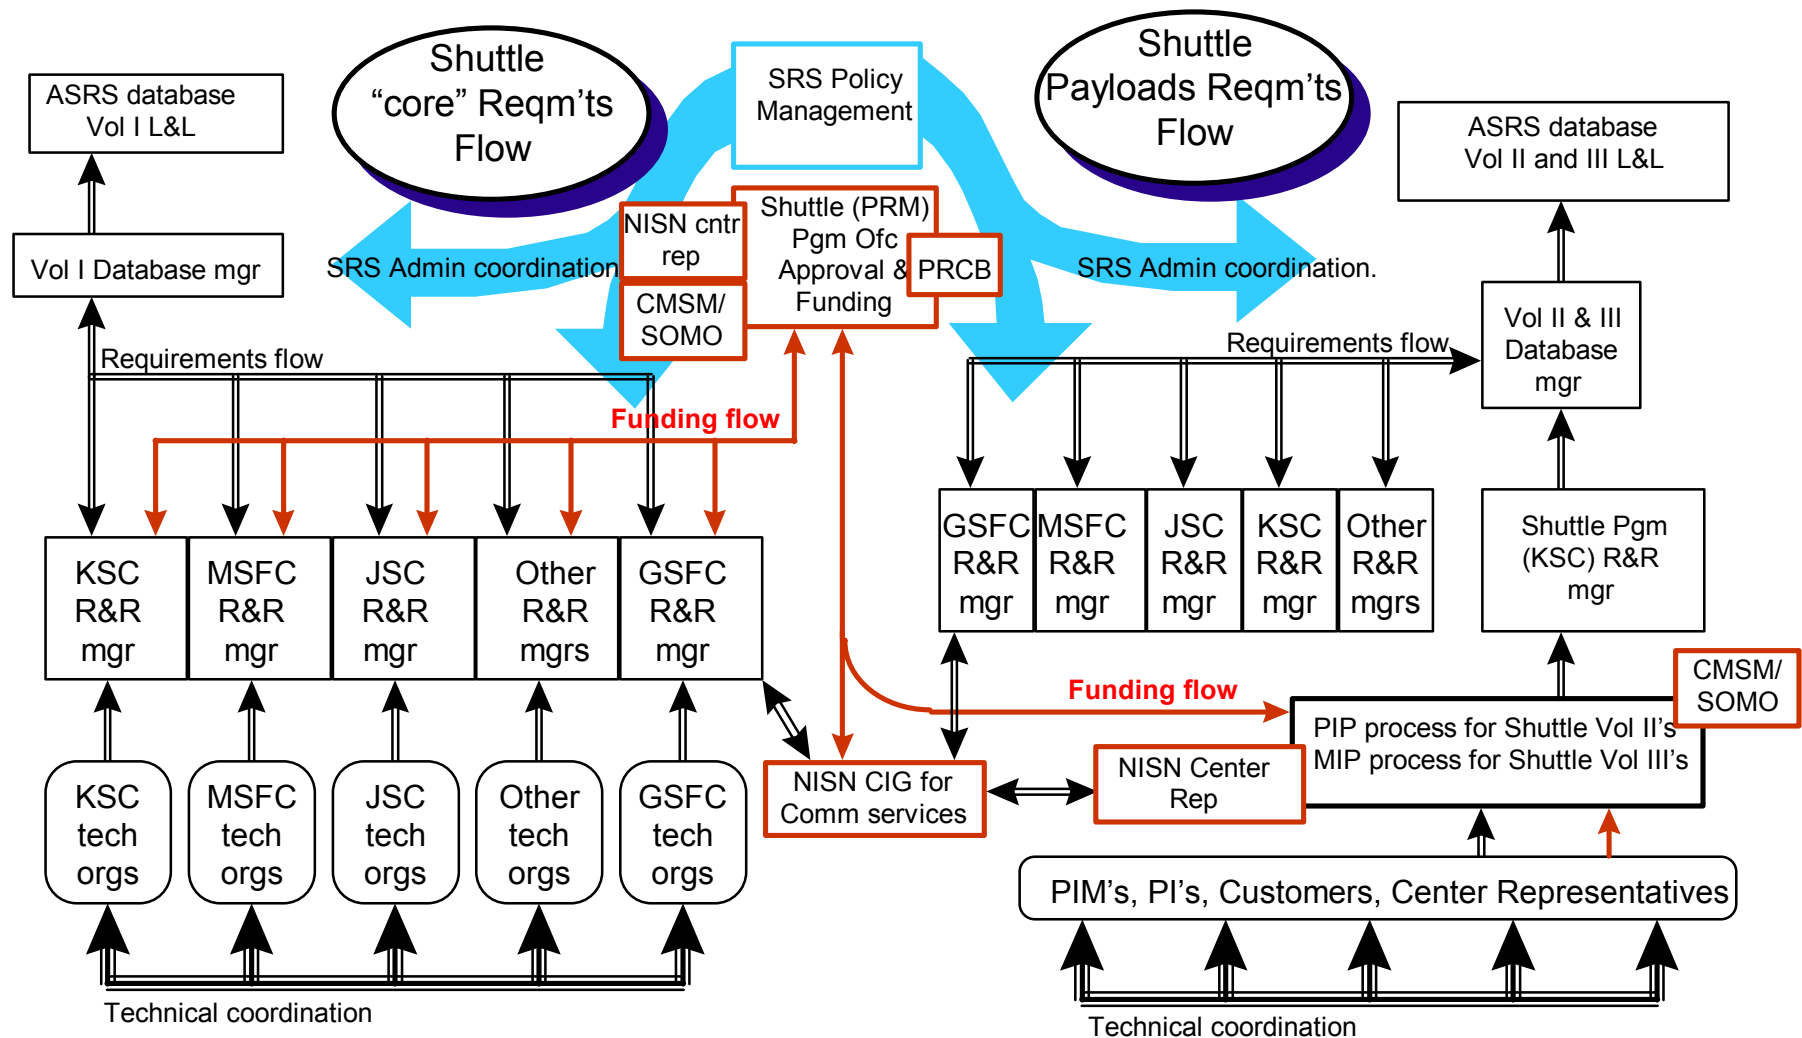 Shuttle
“core” Reqm’ts
Flow
SRS Policy
Management
Shuttle
Payloads Reqm’ts
Flow
ASRS database
Vol I L&L
ASRS database
Vol II and III L&L
NISN cntr
rep
Shuttle (PRM)
Pgm Ofc
Approval &
Funding
PRCB
CMSM/
SOMO
Vol I Database mgr
SRS Admin coordination
SRS Admin coordination.
Vol II & III
Database
mgr
Requirements flow
Requirements flow
Funding flow
KSC
R&R
mgr
MSFC
R&R
mgr
JSC
R&R
mgr
Other
R&R
mgrs
GSFC
R&R
mgr
GSFC
R&R
mgr
MSFC
R&R
mgr
JSC
R&R
mgr
KSC
R&R
mgr
Other
R&R
mgrs
Shuttle Pgm
(KSC) R&R
mgr
CMSM/
SOMO
Funding flow
PIP process for Shuttle Vol II’s
MIP process for Shuttle Vol III’s
NISN CIG for
Comm services
NISN Center
Rep
KSC
tech
orgs
MSFC
tech
orgs
JSC
tech
orgs
Other
tech
orgs
GSFC
tech
orgs
PIM’s, PI’s, Customers, Center Representatives
Technical coordination
Technical coordination